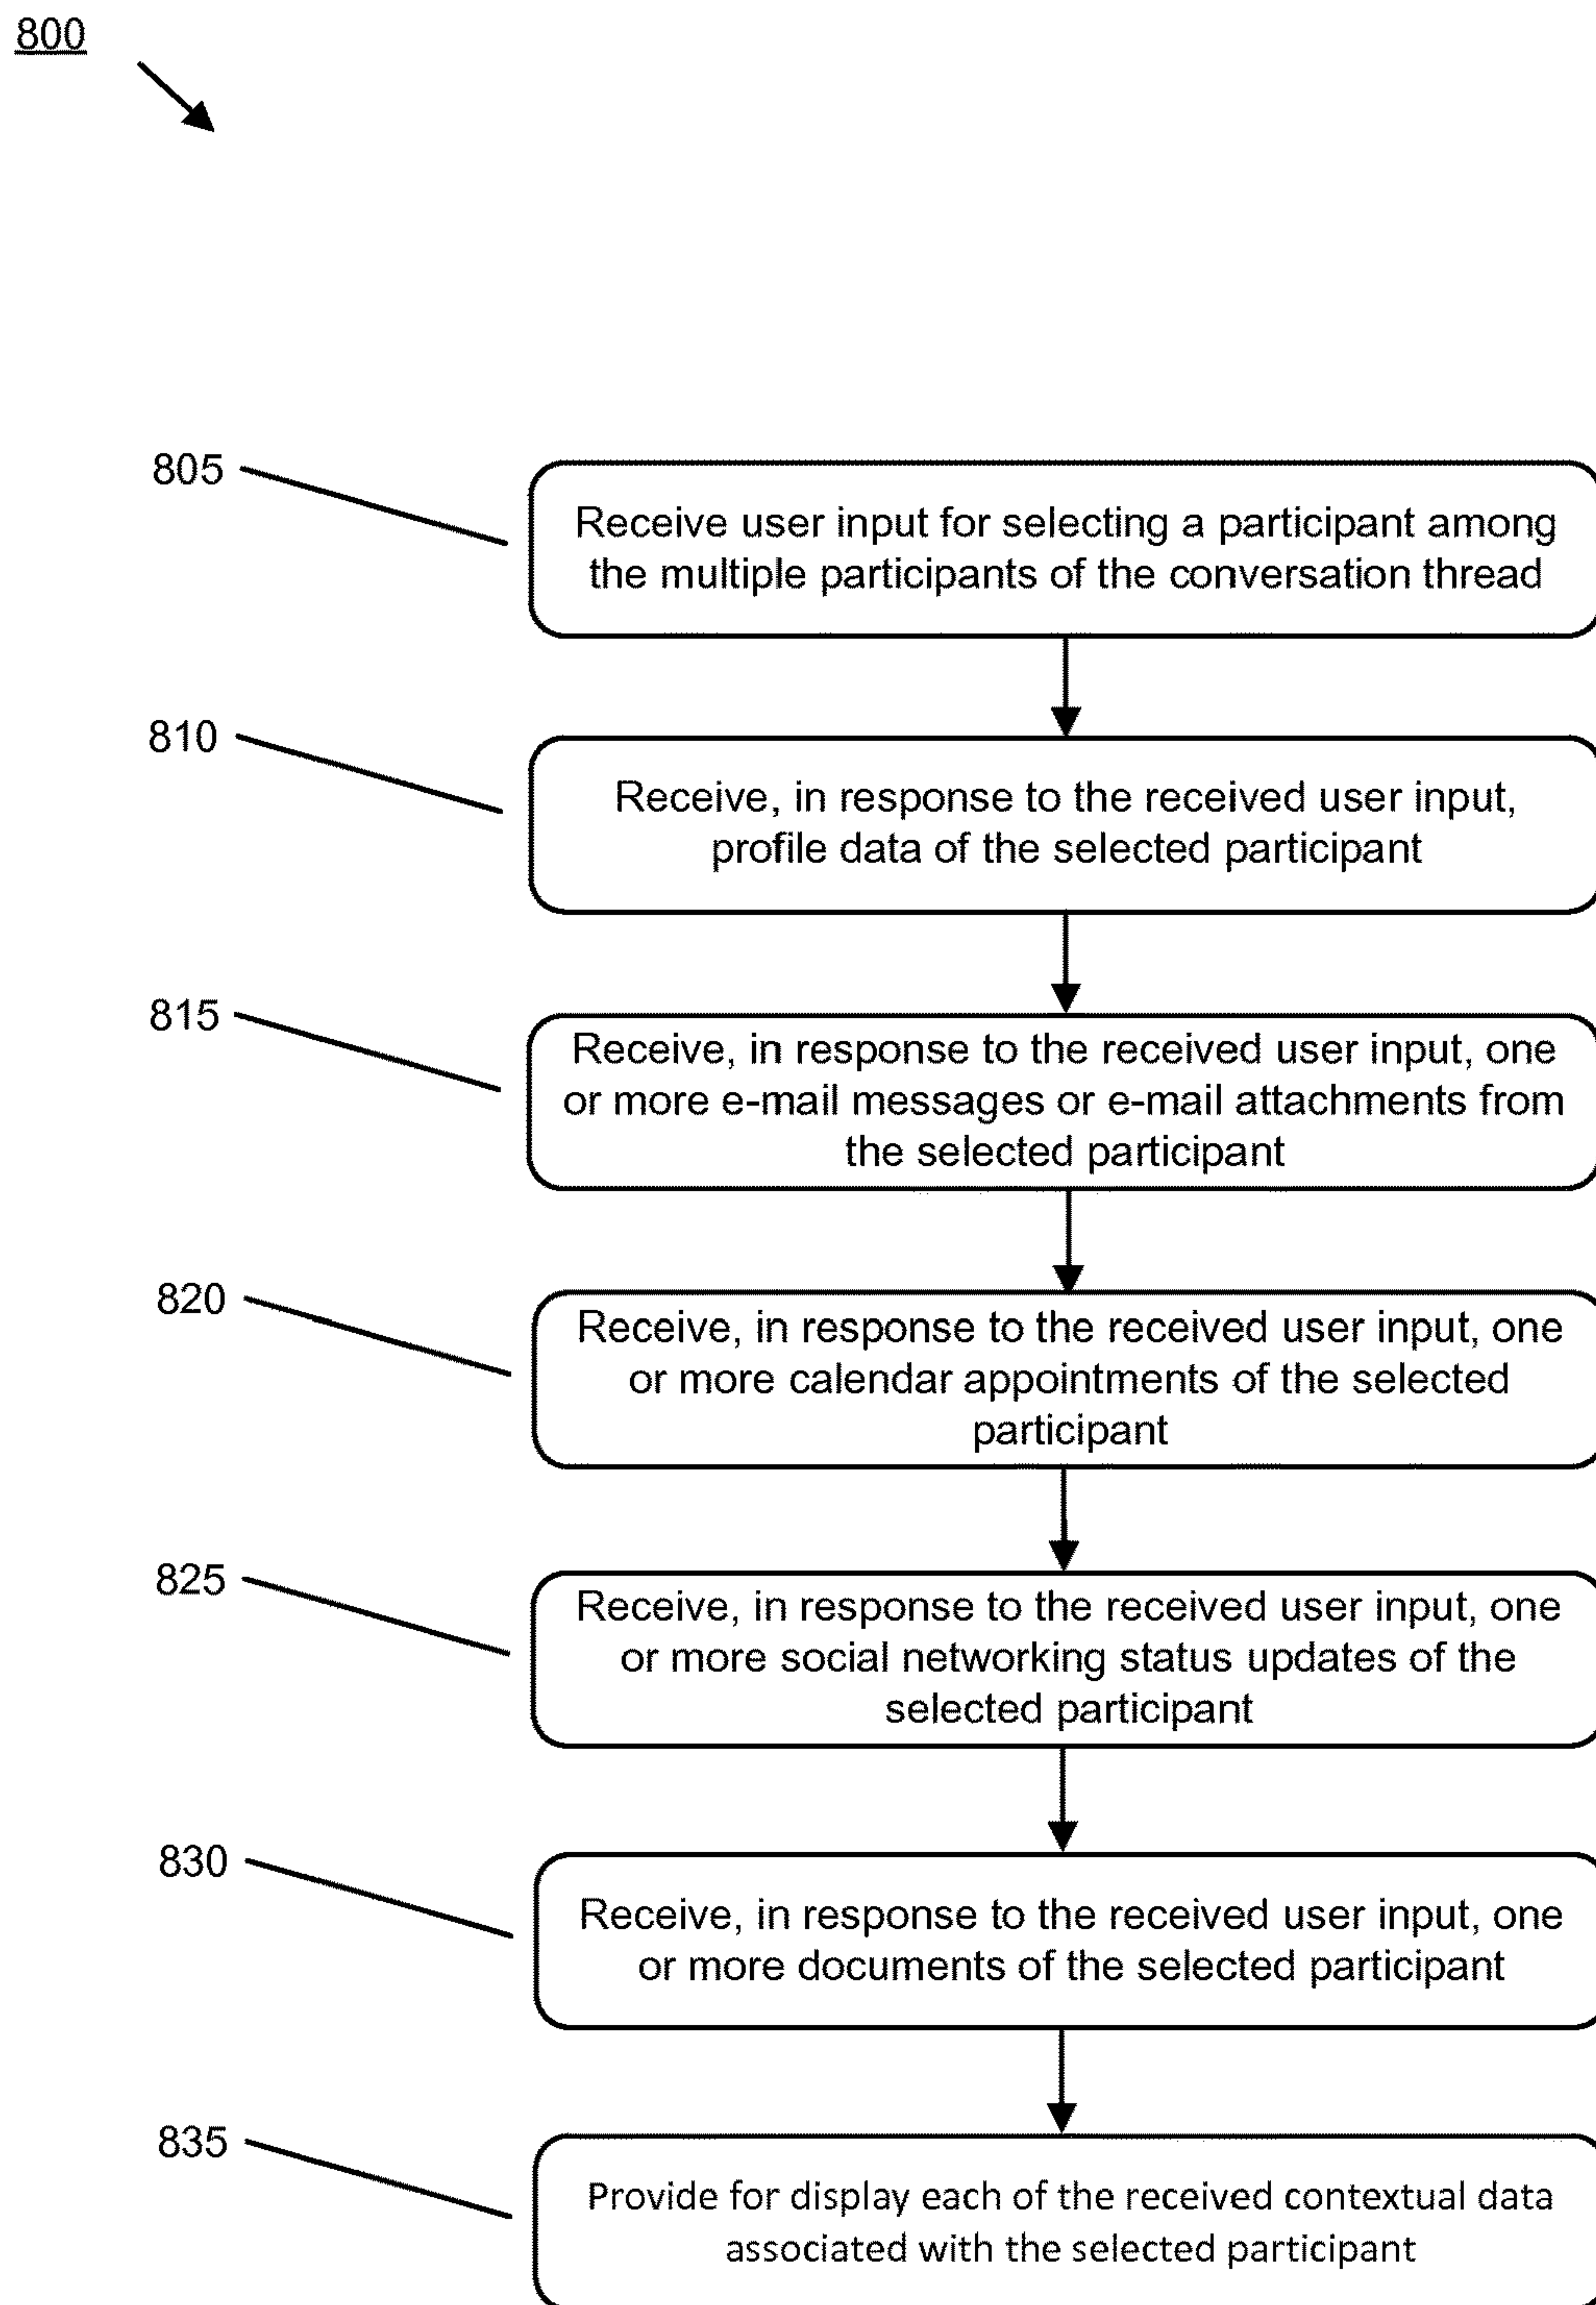 800
805
Receive user input for selecting a participant among
the multiple participants of the conversation thread
810
Receive, in response to the received user input,
profile data of the selected participant
815
Receive, in response to the received user input, one
or more e-mail messages or e-mail attachments from
the selected participant
820
Receive, in response to the received user input, one
or more calendar appointments of the selected
participant
825
Receive, in response to the received user input, one
or more social networking status updates of the
selected participant
830
Receive, in response to the received user input, one
or more documents of the selected participant
835
Provide for display each of the received contextual data
associated with the selected participant